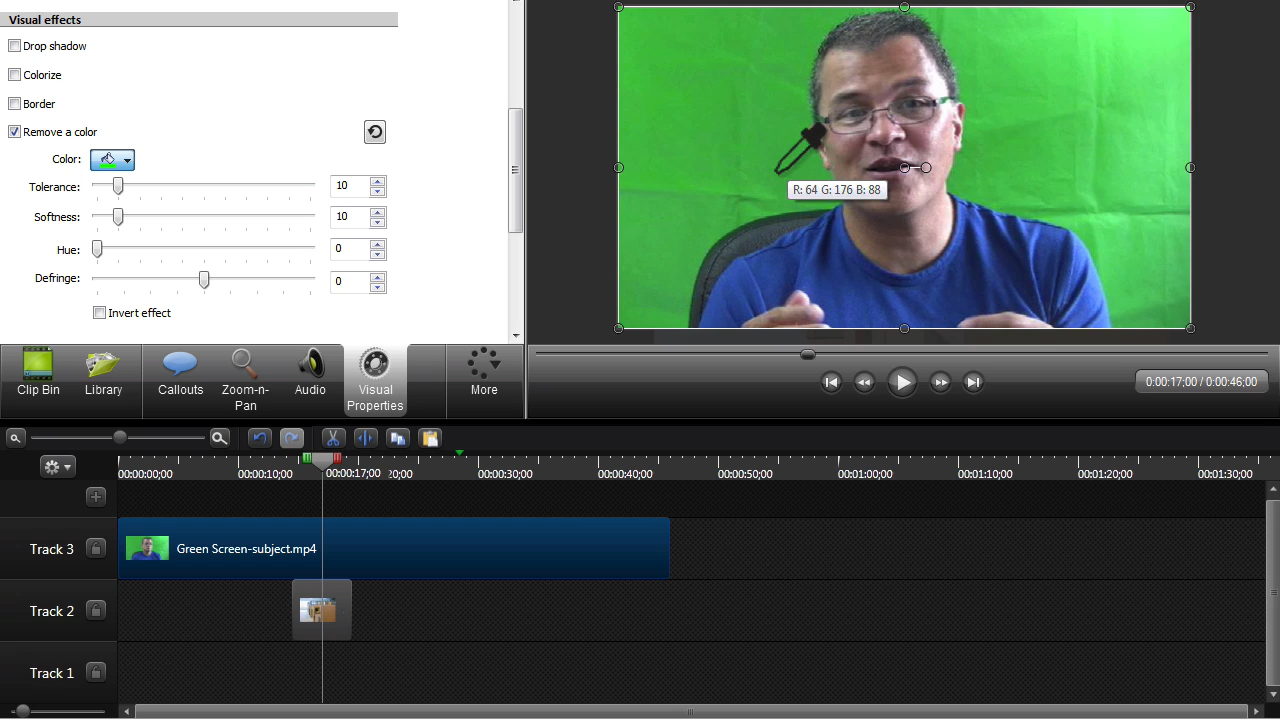 Visual effects
Drop shadow
Colorize
Border
Remove a color
Color:
Tolerance: 10
Softness: 10
Hue: 0
Defringe: 0
Invert effect
R: 64 G: 176 B: 88
Clip Bin
Library
Callouts
Zoom-n-
Pan
Audio
Visual
Properties
More
0:00:17;00 / 0:00:46;00
00:00:00;00 00:00:10;00 00:00:17;00 :20;00 00:00:30;00 00:00:40;00 00:00:50;00 00:01:00;00 00:01:10;00 00:01:20;00 00:01:30;00
Track 3
Green Screen-subject.mp4
Track 2
Track 1